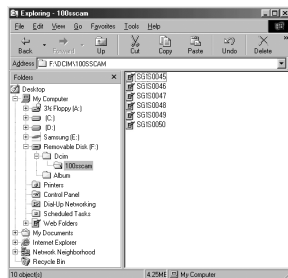 Exploring - 100sscam
File Edit View Go Favorites Tools Help
Back Forward Up Cut Copy Paste Undo Delete
Address F:\DCIM\100SSCAM
Folders
Desktop
My Computer
3½ Floppy (A:)
(C:)
(D:)
Samsung (E:)
Removable Disk (F:)
Dcim
100sscam
Album
Printers
Control Panel
Dial-Up Networking
Scheduled Tasks
Web Folders
My Documents
Internet Explorer
Network Neighborhood
Recycle Bin
SGIS0045
SGIS0046
SGIS0047
SGIS0048
SGIS0049
SGIS0050
10 object(s) 4.25MB My Computer